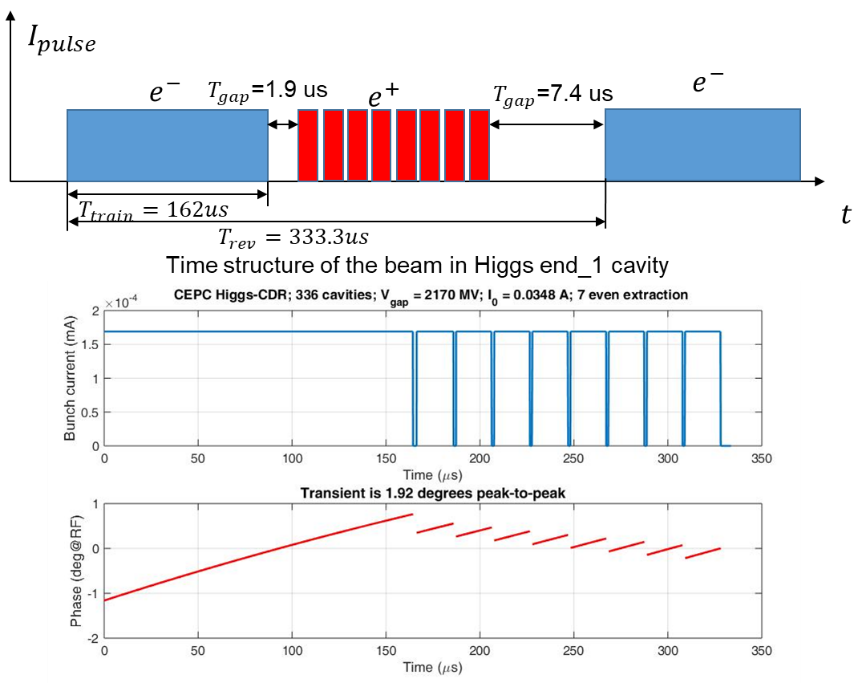 I_pulse
e⁻
T_gap=1.9 us
e⁺
T_gap=7.4 us
e⁻
T_train = 162us
T_rev = 333.3us
t
Time structure of the beam in Higgs end_1 cavity
CEPC Higgs-CDR; 336 cavities; V_gap = 2170 MV; I_0 = 0.0348 A; 7 even extraction
×10⁻⁴
Bunch current (mA)
2
1.5
1
0.5
0
0 50 100 150 200 250 300 350
Time (μs)
Transient is 1.92 degrees peak-to-peak
Phase (deg@RF)
1
0
-1
-2
0 50 100 150 200 250 300 350
Time (μs)